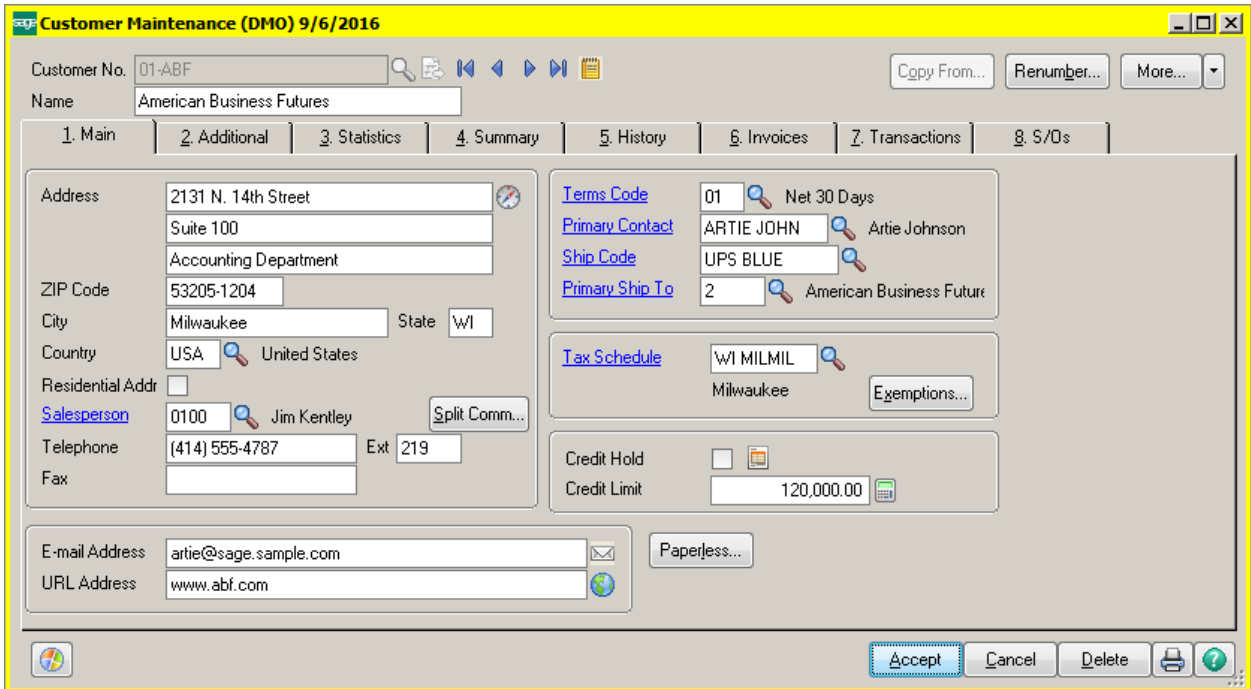 sage Customer Maintenance (DMO) 9/6/2016
Customer No. 01-ABF Copy From... Renumber... More...
Name American Business Futures
1. Main 2. Additional 3. Statistics 4. Summary 5. History 6. Invoices 7. Transactions 8. S/Os
Address 2131 N. 14th Street
Suite 100
Accounting Department
ZIP Code 53205-1204
City Milwaukee State WI
Country USA United States
Residential Addr
Salesperson 0100 Jim Kentley Split Comm...
Telephone (414) 555-4787 Ext 219
Fax
Terms Code 01 Net 30 Days
Primary Contact ARTIE JOHN Artie Johnson
Ship Code UPS BLUE
Primary Ship To 2 American Business Future
Tax Schedule WI MILMIL
Milwaukee Exemptions...
Credit Hold
Credit Limit 120,000.00
E-mail Address artie@sage.sample.com
URL Address www.abf.com
Paperless...
Accept Cancel Delete